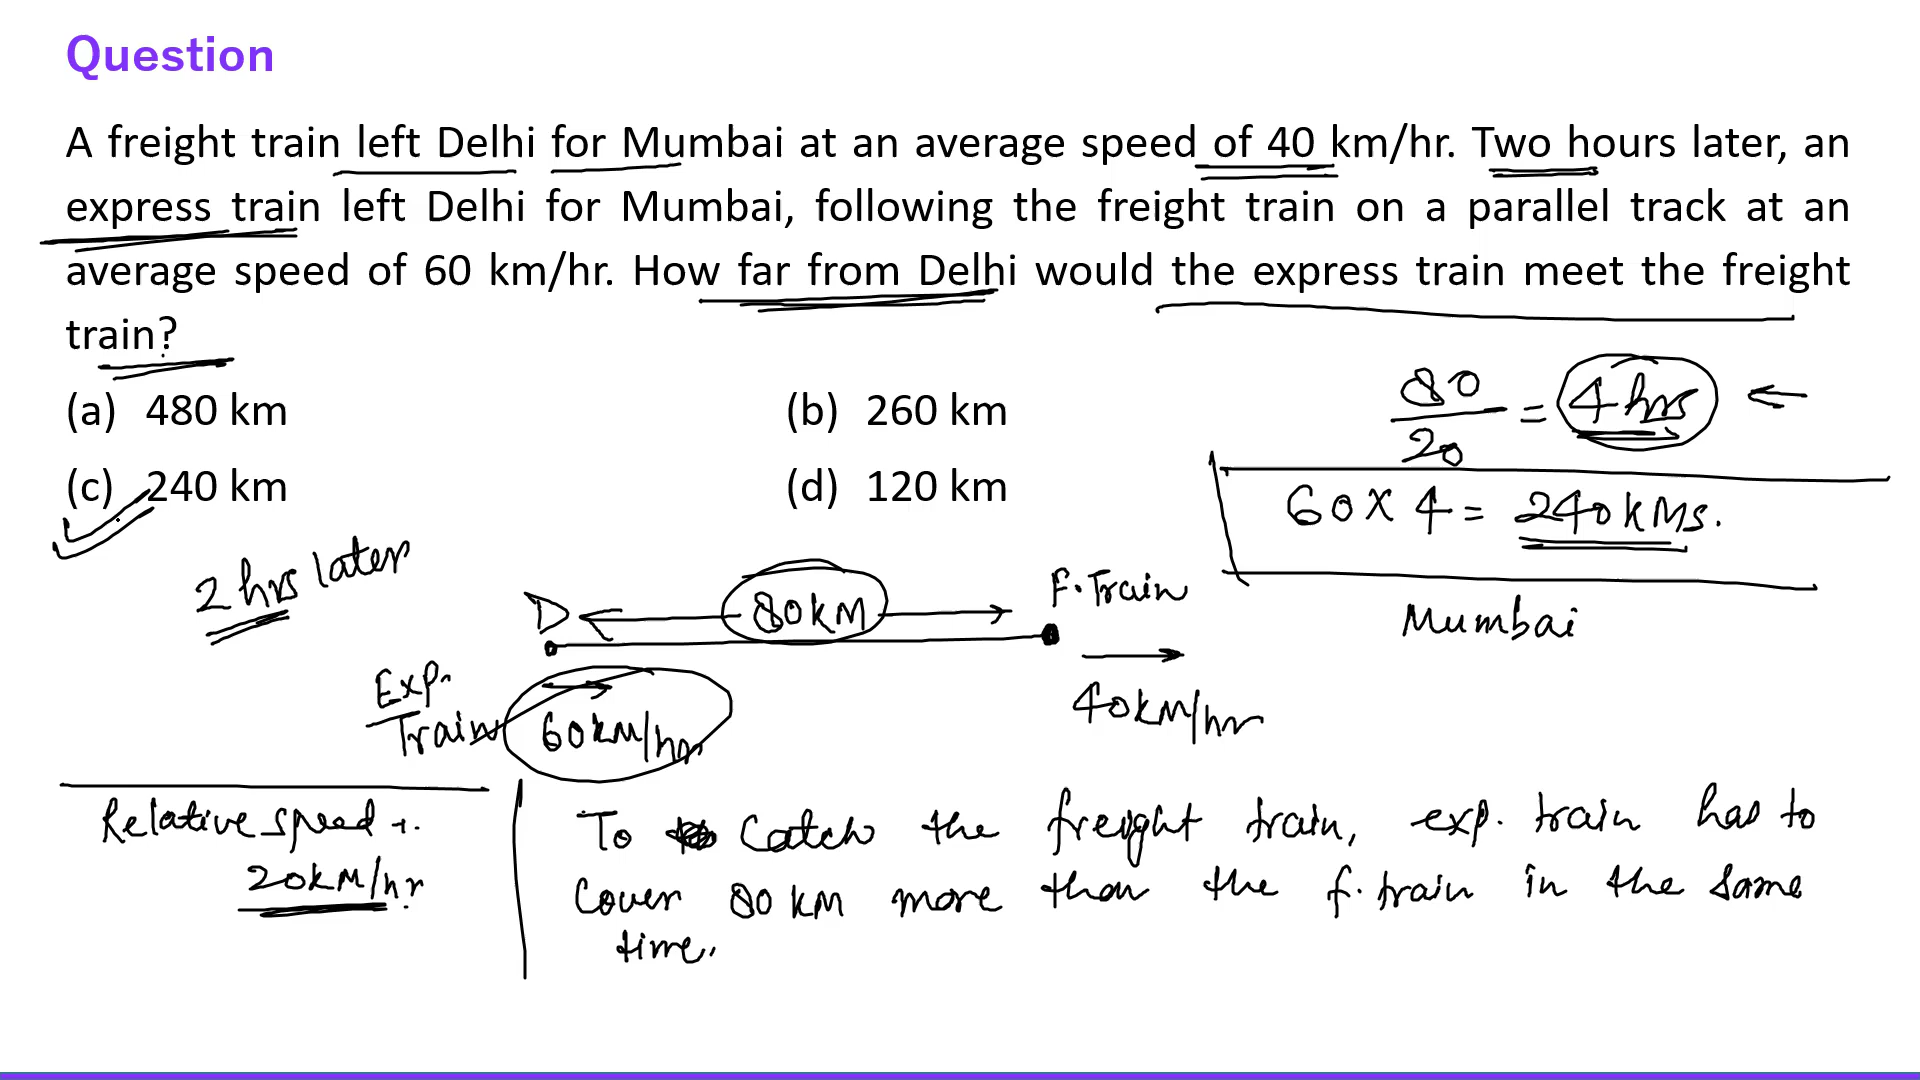 Question
A freight train left Delhi for Mumbai at an average speed of 40 km/hr. Two hours later, an
express train left Delhi for Mumbai, following the freight train on a parallel track at an
average speed of 60 km/hr. How far from Delhi would the express train meet the freight
train?
(a) 480 km
(b) 260 km
(c) 240 km
(d) 120 km
80
20
= 4 hrs
60 x 4 = 240 kMs.
2 hrs later
D
80 kM
F. Train
Mumbai
Exp.
Train
60 kM/hr
40 kM/hr
Relative speed
20 kM/hr
To catch the freight train, exp. train has to
cover 80 kM more than the f. train in the same
time.